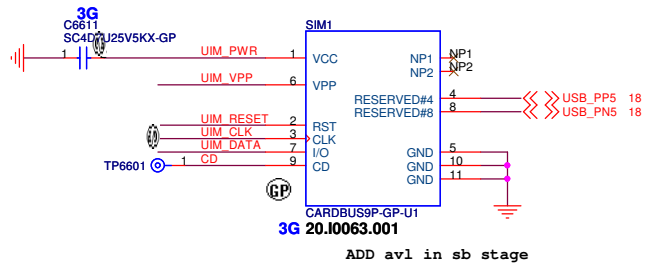 3G
C6611
SC4D7U25V5KX-GP
SIM1
1 UIM_PWR 1 VCC NP1 NP1
NP2 NP2
UIM_VPP 6 VPP
RESERVED#4 4 USB_PP5 18
RESERVED#8 8 USB_PN5 18
UIM_RESET 2 RST
UIM_CLK 3 CLK
UIM_DATA 7 I/O GND 5
TP6601 1 CD 9 CD GND 10
GND 11
GP
CARDBUS9P-GP-U1
3G 20.I0063.001
ADD avl in sb stage